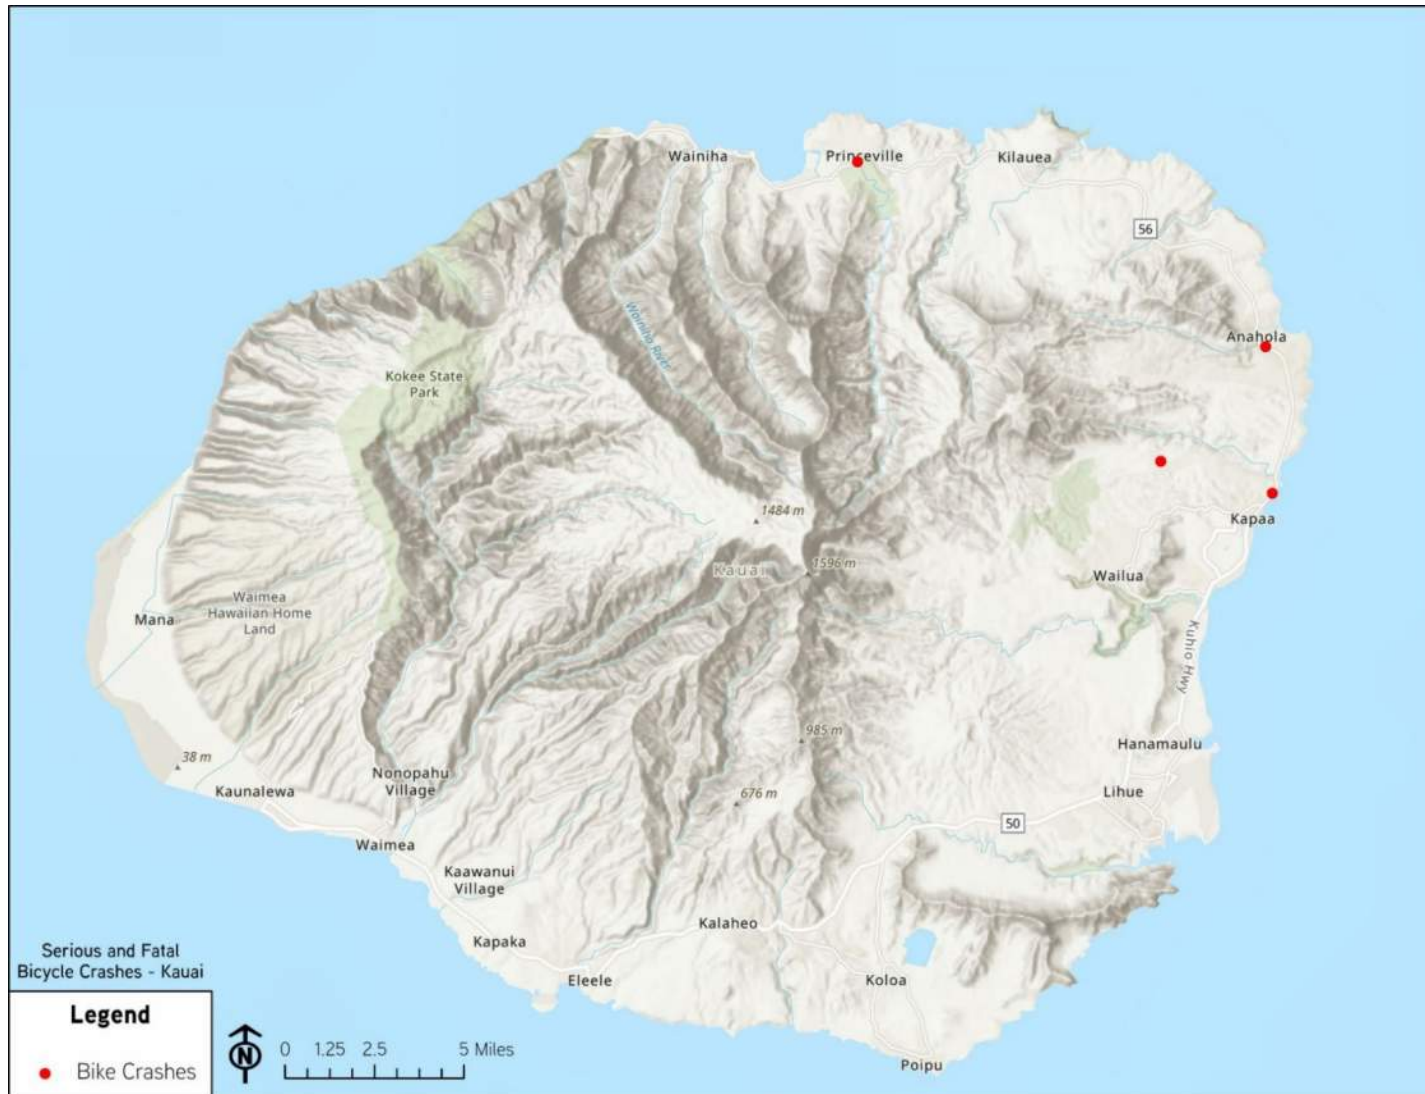 Wainiha
Princeville
Kilauea
56
Wainiha River
Anahola
Kokee State
Park
1484 m
Kapaa
Kauai
1596 m
Wailua
Waimea
Hawaiian Home
Land
Mana
Kuhio Hwy
985 m
Hanamaulu
38 m
Nonopahu
Village
Kaunalewa
676 m
Lihue
50
Waimea
Kaawanui
Village
Kalaheo
Kapaka
Eleele
Koloa
Poipu
Serious and Fatal
Bicycle Crashes - Kauai
Legend
Bike Crashes
N
0 1.25 2.5 5 Miles